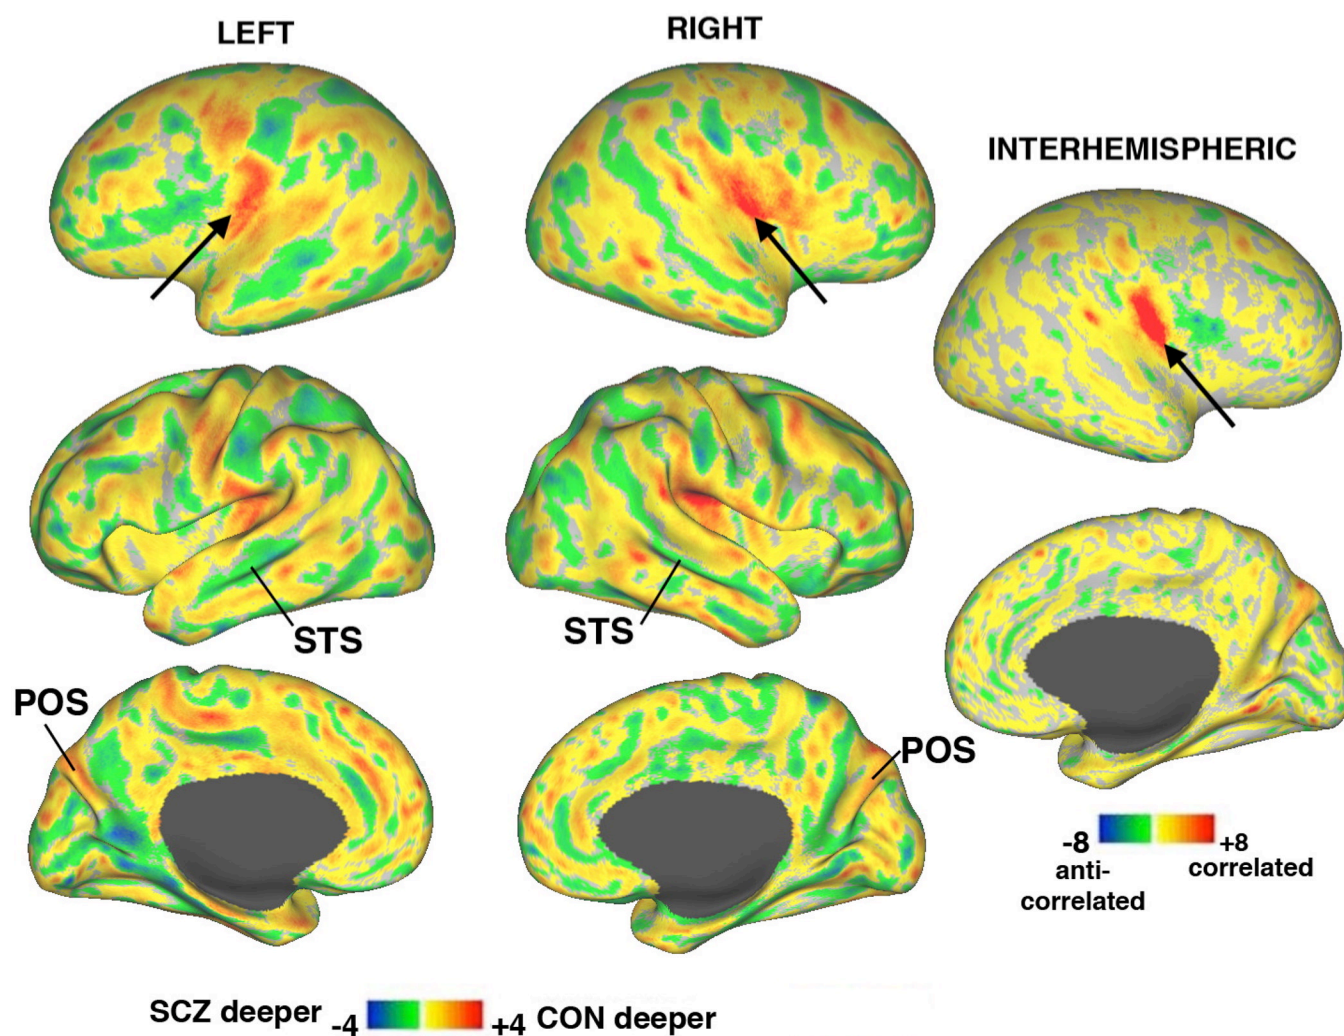 LEFT
RIGHT
INTERHEMISPHERIC
STS
STS
POS
POS
-8
+8
anti-
correlated
correlated
SCZ deeper -4 +4 CON deeper